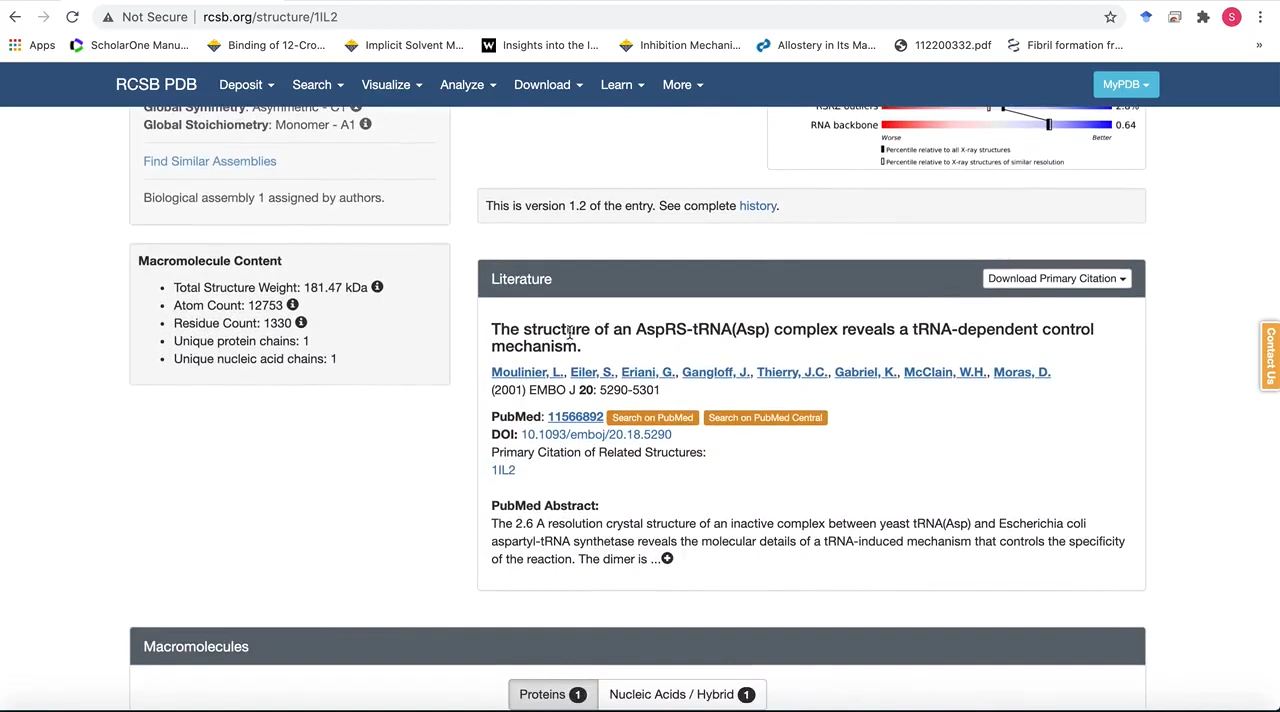 Not Secure rcsb.org/structure/1IL2
S
Apps ScholarOne Manu... Binding of 12-Cro... Implicit Solvent M... W Insights into the I... Inhibition Mechani... Allostery in Its Ma... 112200332.pdf Fibril formation fr... »
RCSB PDB Deposit Search Visualize Analyze Download Learn More MyPDB
Global Symmetry: Asymmetric - C1
Global Stoichiometry: Monomer - A1
Find Similar Assemblies
Biological assembly 1 assigned by authors.
Macromolecule Content
• Total Structure Weight: 181.47 kDa
• Atom Count: 12753
• Residue Count: 1330
• Unique protein chains: 1
• Unique nucleic acid chains: 1
RSRZ outliers 2.8%
RNA backbone 0.64
Worse Better
Percentile relative to all X-ray structures
Percentile relative to X-ray structures of similar resolution
This is version 1.2 of the entry. See complete history.
Literature Download Primary Citation
The structure of an AspRS-tRNA(Asp) complex reveals a tRNA-dependent control
mechanism.
Moulinier, L., Eiler, S., Eriani, G., Gangloff, J., Thierry, J.C., Gabriel, K., McClain, W.H., Moras, D.
(2001) EMBO J 20: 5290-5301
PubMed: 11566892 Search on PubMed Search on PubMed Central
DOI: 10.1093/emboj/20.18.5290
Primary Citation of Related Structures:
1IL2
PubMed Abstract:
The 2.6 A resolution crystal structure of an inactive complex between yeast tRNA(Asp) and Escherichia coli
aspartyl-tRNA synthetase reveals the molecular details of a tRNA-induced mechanism that controls the specificity
of the reaction. The dimer is ...
Contact Us
Macromolecules
Proteins 1 Nucleic Acids / Hybrid 1